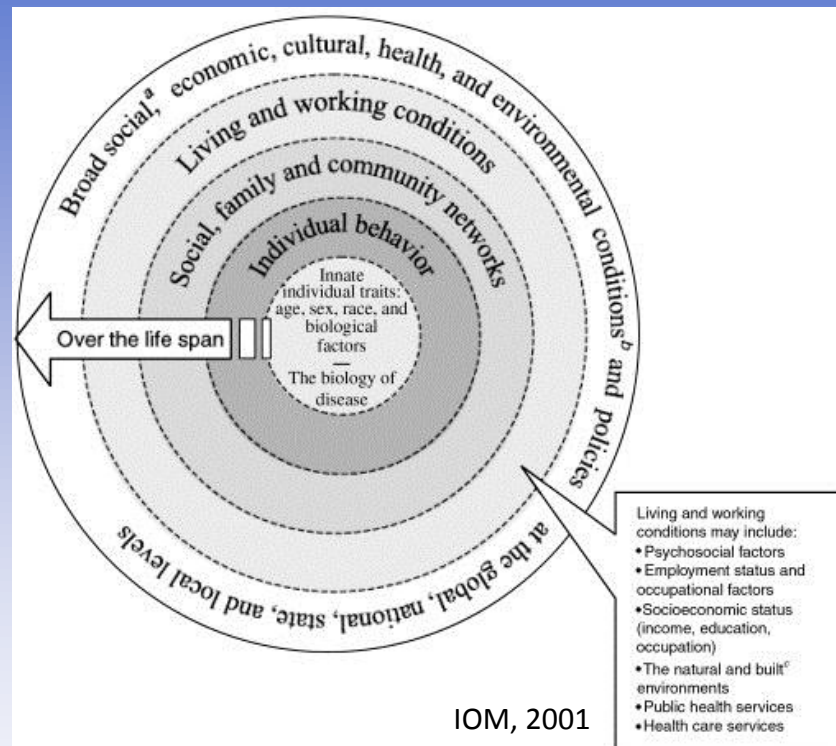 Broad social,ᵃ economic, cultural, health, and environmental conditionsᵇ and policies
at the global, national, state, and local levels
Living and working conditions
Social, family and community networks
Individual behavior
Innate
individual traits:
age, sex, race, and
biological
factors
—
The biology of
disease
Over the life span
Living and working
conditions may include:
•Psychosocial factors
•Employment status and
occupational factors
•Socioeconomic status
(income, education,
occupation)
•The natural and builtᶜ
environments
•Public health services
•Health care services
IOM, 2001